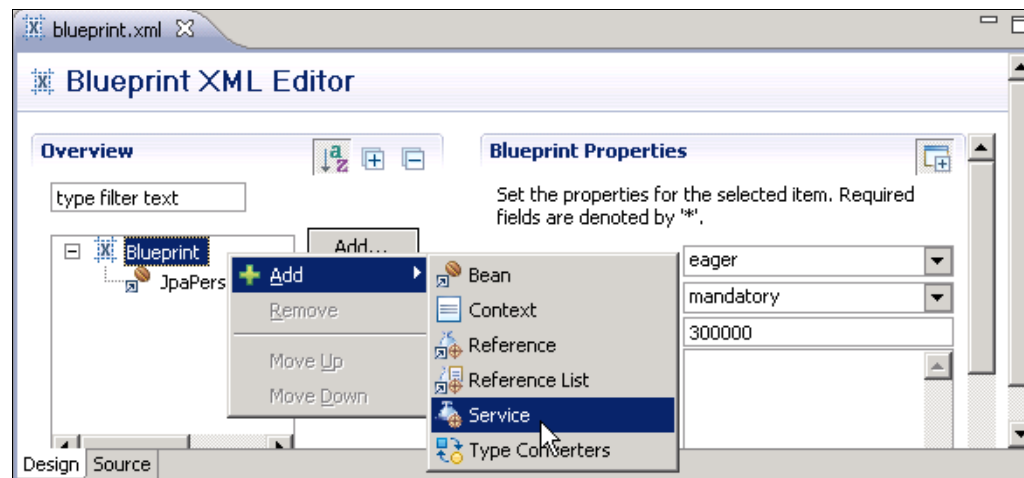 blueprint.xml
Blueprint XML Editor
Overview
Blueprint Properties
type filter text
Set the properties for the selected item. Required
fields are denoted by '*'.
Blueprint
Add...
JpaPers
Add
Remove
Move Up
Move Down
Bean
Context
Reference
Reference List
Service
Type Converters
eager
mandatory
300000
Design
Source